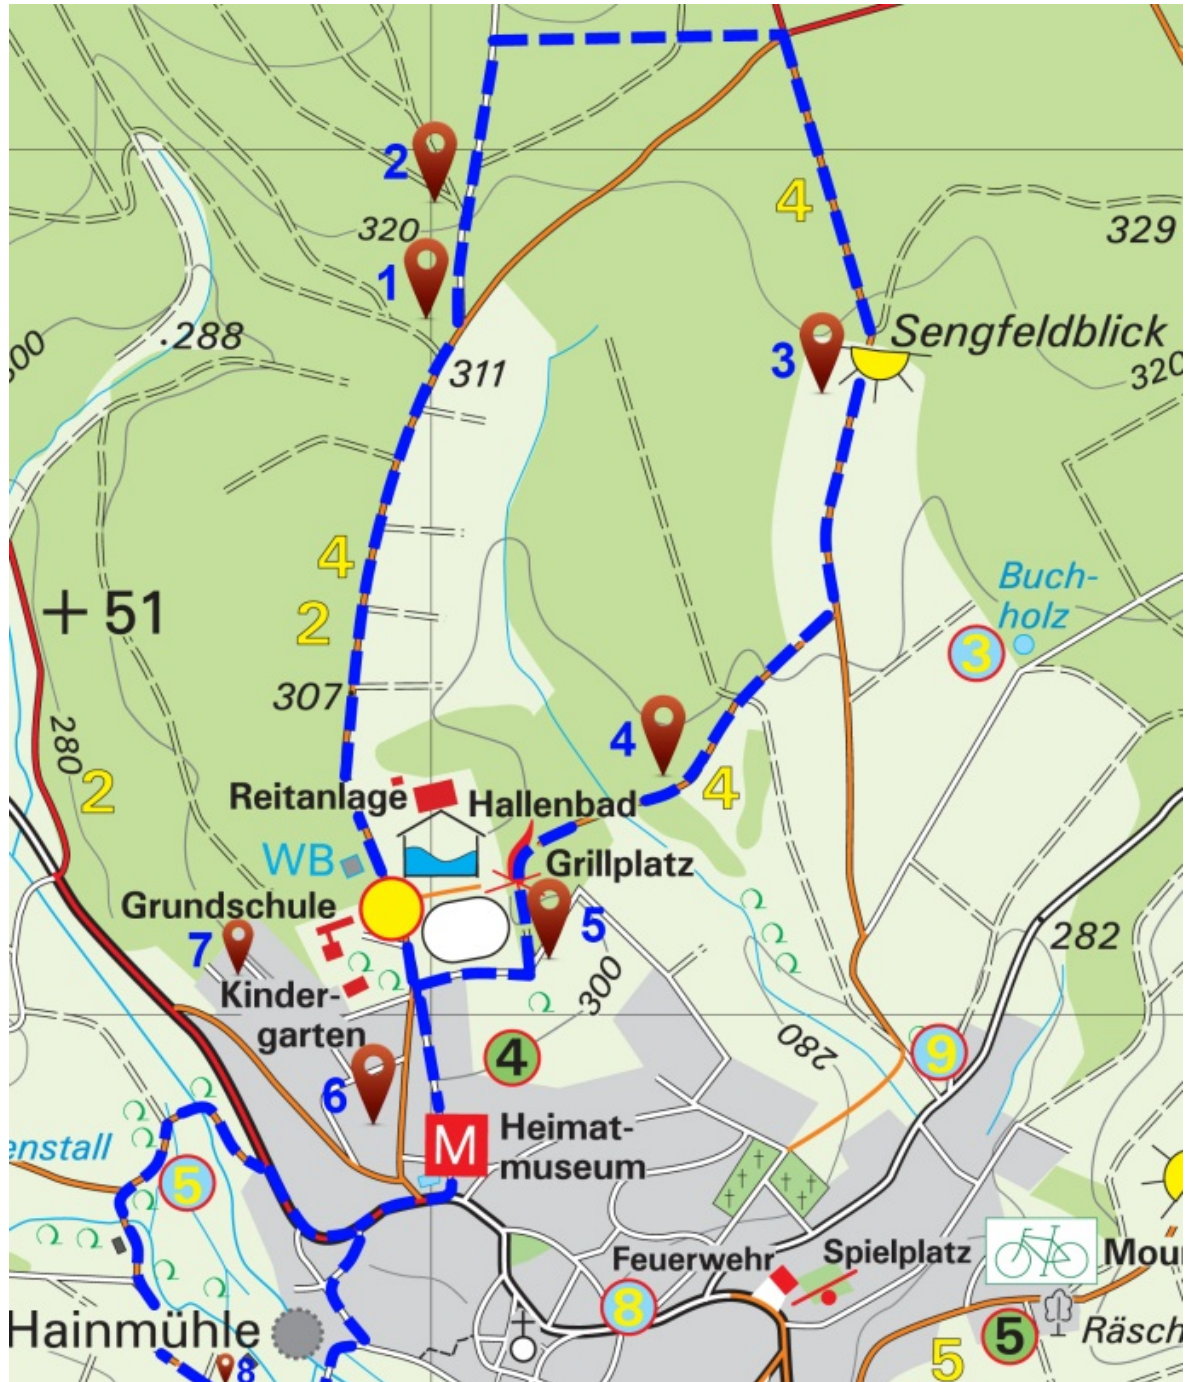 2
4
320
329
1
.288
00
Sengfeldblick
3
311
320
Buch-
holz
4
2
+51
3
307
280
4
2
4
Reitanlage
Hallenbad
WB
Grillplatz
Grundschule
5
7
282
Kinder-
garten
300
280
4
9
6
M
Heimat-
museum
enstall
5
Feuerwehr
Spielplatz
Mou
8
Hainmühle
5
Räsch
8
5